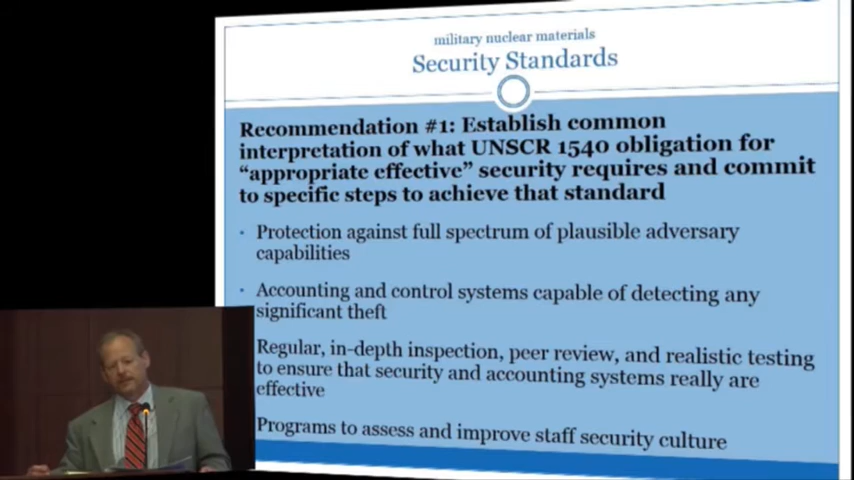 military nuclear materials
Security Standards
Recommendation #1: Establish common
interpretation of what UNSCR 1540 obligation for
“appropriate effective” security requires and commit
to specific steps to achieve that standard
• Protection against full spectrum of plausible adversary
capabilities
• Accounting and control systems capable of detecting any
significant theft
Regular, in-depth inspection, peer review, and realistic testing
to ensure that security and accounting systems really are
effective
Programs to assess and improve staff security culture